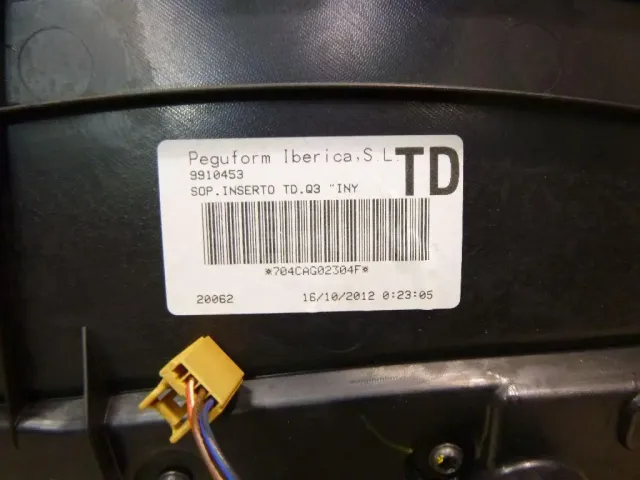 Peguform Iberica,S.L.
TD
9910453
SOP.INSERTO TD.Q3 "INY
*704CAG02304F*
20062 16/10/2012 0:23:05